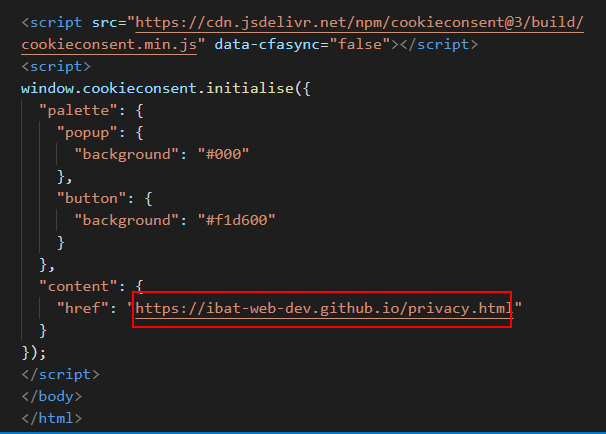 <script src="https://cdn.jsdelivr.net/npm/cookieconsent@3/build/
cookieconsent.min.js" data-cfasync="false"></script>
<script>
window.cookieconsent.initialise({
  "palette": {
    "popup": {
      "background": "#000"
    },
    "button": {
      "background": "#f1d600"
    }
  },
  "content": {
    "href": "https://ibat-web-dev.github.io/privacy.html"
  }
});
</script>
</body>
</html>